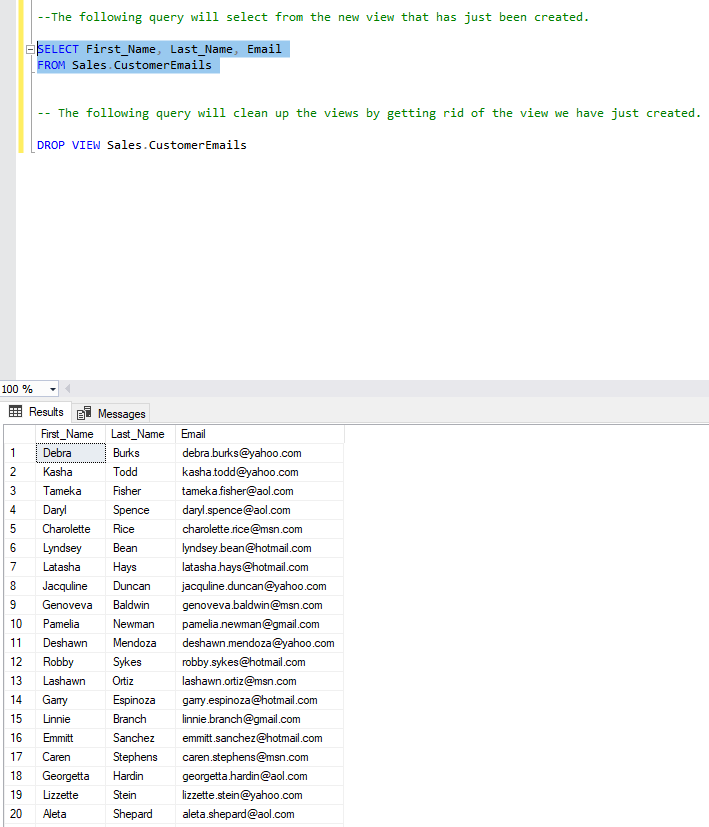 --The following query will select from the new view that has just been created.
SELECT First_Name, Last_Name, Email
FROM Sales.CustomerEmails
-- The following query will clean up the views by getting rid of the view we have just created.
DROP VIEW Sales.CustomerEmails
100 %
Results Messages
First_Name Last_Name Email
1 Debra Burks debra.burks@yahoo.com
2 Kasha Todd kasha.todd@yahoo.com
3 Tameka Fisher tameka.fisher@aol.com
4 Daryl Spence daryl.spence@aol.com
5 Charolette Rice charolette.rice@msn.com
6 Lyndsey Bean lyndsey.bean@hotmail.com
7 Latasha Hays latasha.hays@hotmail.com
8 Jacquline Duncan jacquline.duncan@yahoo.com
9 Genoveva Baldwin genoveva.baldwin@msn.com
10 Pamelia Newman pamelia.newman@gmail.com
11 Deshawn Mendoza deshawn.mendoza@yahoo.com
12 Robby Sykes robby.sykes@hotmail.com
13 Lashawn Ortiz lashawn.ortiz@msn.com
14 Garry Espinoza garry.espinoza@hotmail.com
15 Linnie Branch linnie.branch@gmail.com
16 Emmitt Sanchez emmitt.sanchez@hotmail.com
17 Caren Stephens caren.stephens@msn.com
18 Georgetta Hardin georgetta.hardin@aol.com
19 Lizzette Stein lizzette.stein@yahoo.com
20 Aleta Shepard aleta.shepard@aol.com